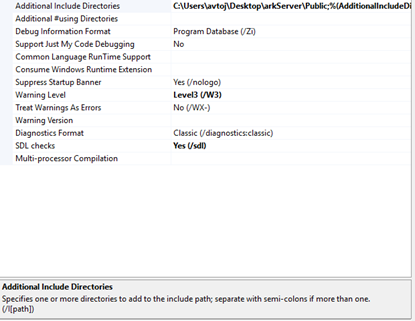 Additional Include Directories C:\Users\avtoj\Desktop\arkServer\Public;%(AdditionalIncludeDi
Additional #using Directories
Debug Information Format Program Database (/Zi)
Support Just My Code Debugging No
Common Language RunTime Support
Consume Windows Runtime Extension
Suppress Startup Banner Yes (/nologo)
Warning Level Level3 (/W3)
Treat Warnings As Errors No (/WX-)
Warning Version
Diagnostics Format Classic (/diagnostics:classic)
SDL checks Yes (/sdl)
Multi-processor Compilation
Additional Include Directories
Specifies one or more directories to add to the include path; separate with semi-colons if more than one.
(/I[path])